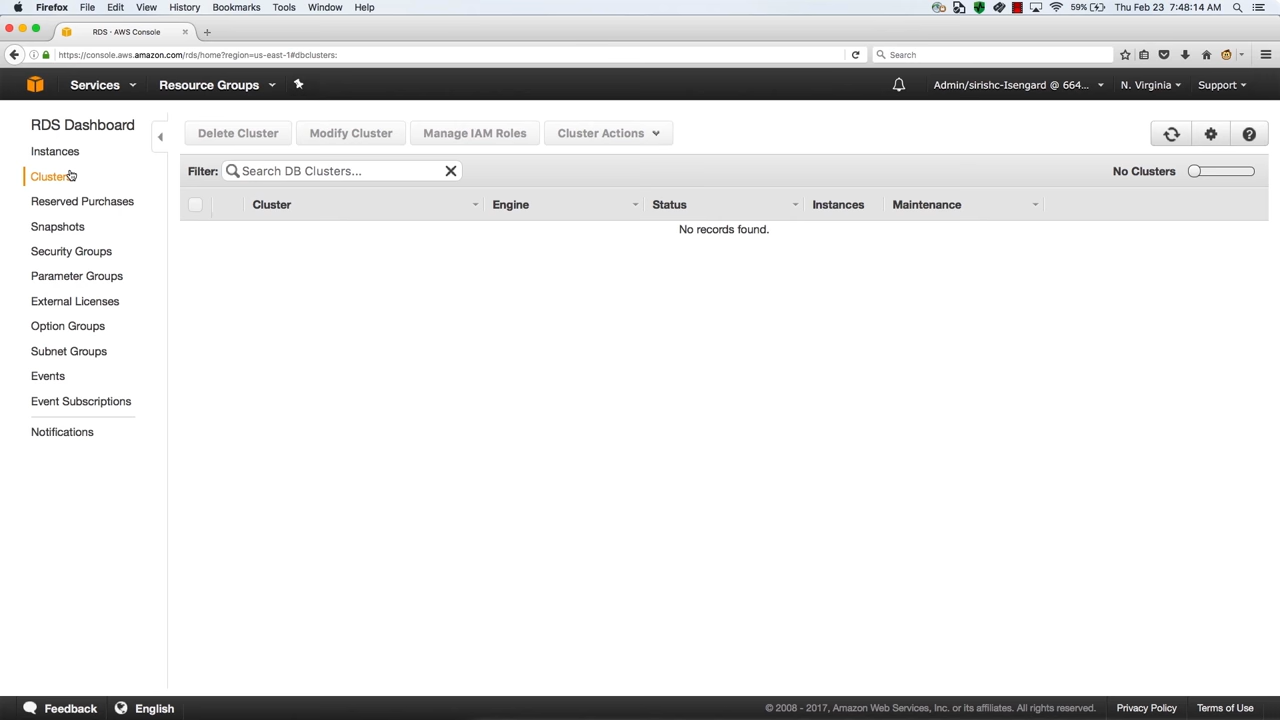 Firefox File Edit View History Bookmarks Tools Window Help 59% Thu Feb 23 7:48:14 AM
RDS · AWS Console
https://console.aws.amazon.com/rds/home?region=us-east-1#dbclusters: Search
Services Resource Groups Admin/sirishc-Isengard @ 664... N. Virginia Support
RDS Dashboard
Instances
Clusters
Reserved Purchases
Snapshots
Security Groups
Parameter Groups
External Licenses
Option Groups
Subnet Groups
Events
Event Subscriptions
Notifications
Delete Cluster Modify Cluster Manage IAM Roles Cluster Actions
Filter: Search DB Clusters... No Clusters
Cluster Engine Status Instances Maintenance
No records found.
Feedback English © 2008 - 2017, Amazon Web Services, Inc. or its affiliates. All rights reserved. Privacy Policy Terms of Use